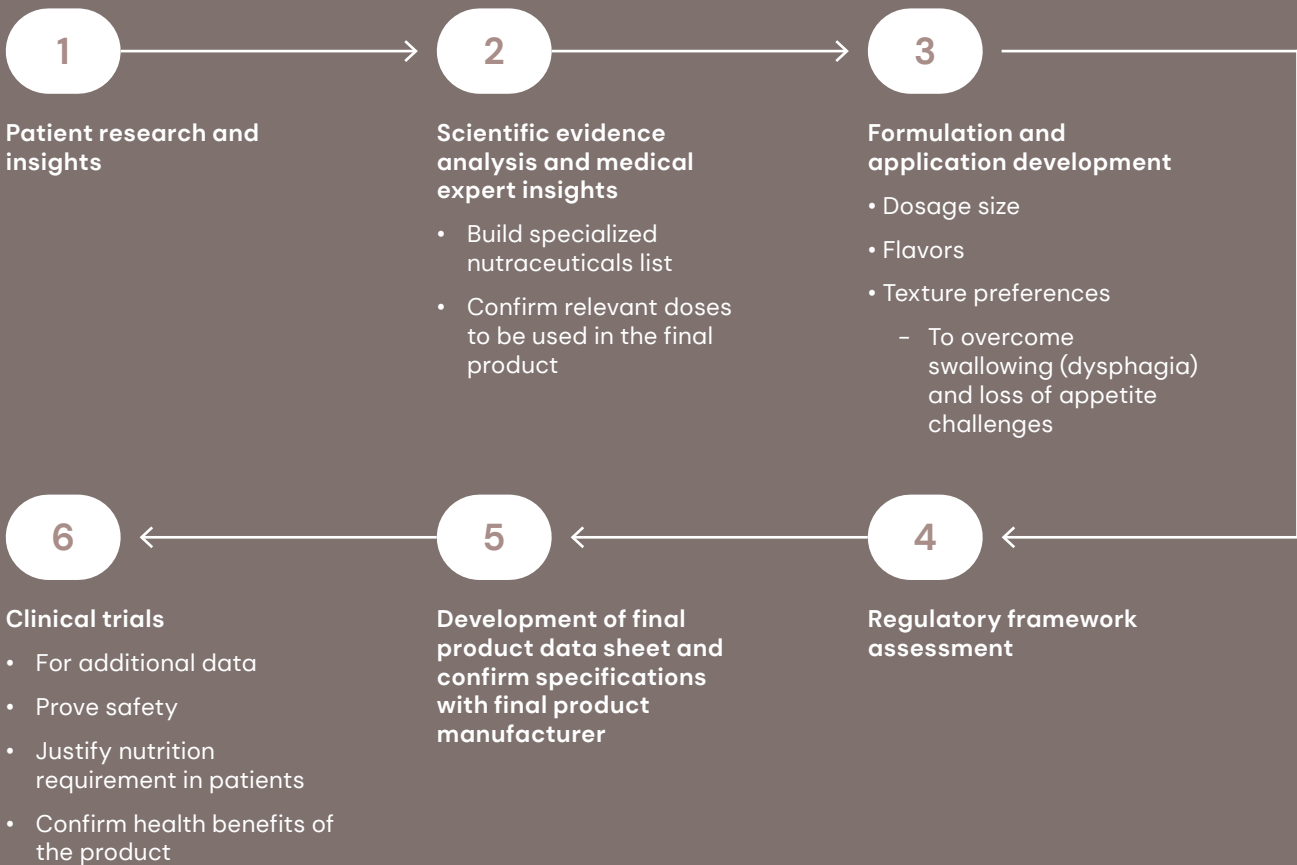 1
Patient research and
insights
2
Scientific evidence
analysis and medical
expert insights
• Build specialized
nutraceuticals list
• Confirm relevant doses
to be used in the final
product
3
Formulation and
application development
• Dosage size
• Flavors
• Texture preferences
– To overcome
swallowing (dysphagia)
and loss of appetite
challenges
4
Regulatory framework
assessment
5
Development of final
product data sheet and
confirm specifications
with final product
manufacturer
6
Clinical trials
• For additional data
• Prove safety
• Justify nutrition
requirement in patients
• Confirm health benefits of
the product